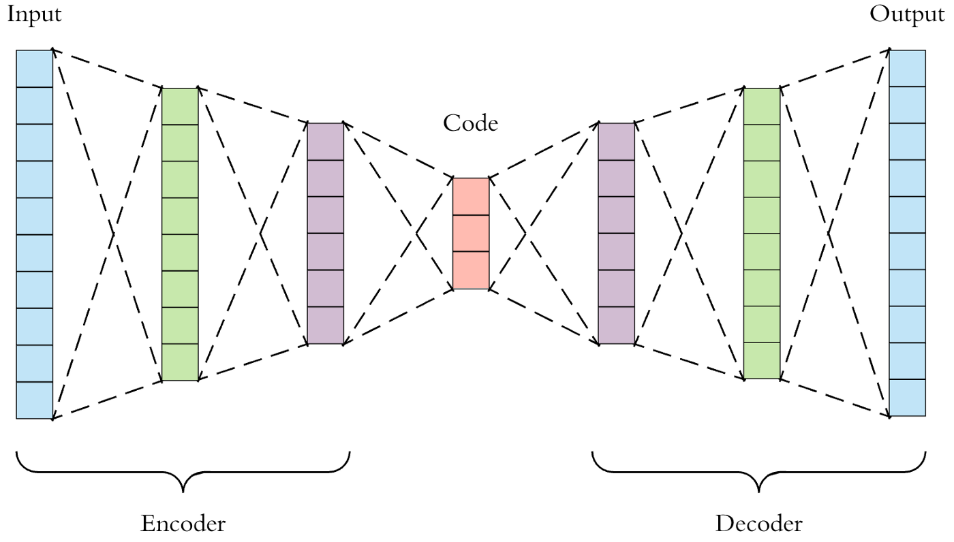 Input
Output
Code
Encoder
Decoder